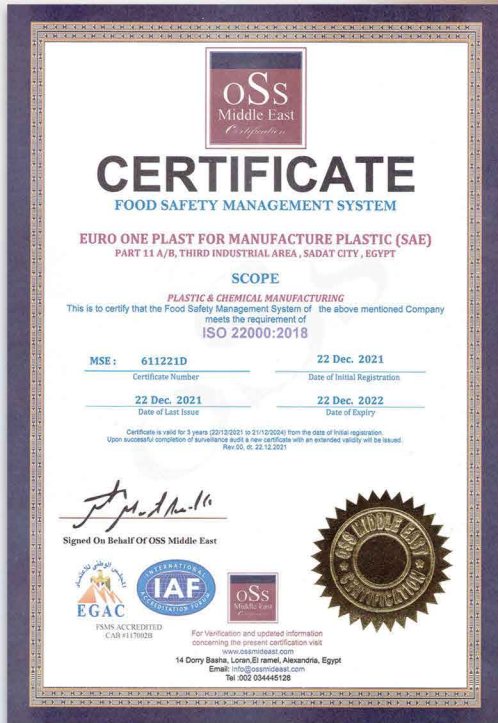 OSS
Middle East
Certification
CERTIFICATE
FOOD SAFETY MANAGEMENT SYSTEM
EURO ONE PLAST FOR MANUFACTURE PLASTIC (SAE)
PART 11 A/B, THIRD INDUSTRIAL AREA , SADAT CITY , EGYPT
SCOPE
PLASTIC & CHEMICAL MANUFACTURING
This is to certify that the Food Safety Management System of the above mentioned Company
meets the requirement of
ISO 22000:2018
MSE : 611221D
Certificate Number
22 Dec. 2021
Date of Initial Registration
22 Dec. 2021
Date of Last Issue
22 Dec. 2022
Date of Expiry
Certificate is valid for 3 years (22/12/2021 to 21/12/2024) from the date of initial registration.
Upon successful completion of surveillance audit a new certificate with an extended validity will be issued.
Rev.00, dt. 22.12.2021
Signed On Behalf Of OSS Middle East
OSS MIDDLE EAST
CERTIFICATION
المجلس الوطني للاعتماد
EGAC
FSMS ACCREDITED
CAB #117002B
INTERNATIONAL
IAF
ACCREDITATION FORUM
OSS
Middle East
Certification
For Verification and updated information
concerning the present certification visit
www.ossmideast.com
14 Dorry Basha, Loran,El ramel, Alexandria, Egypt
Email: info@ossmideast.com
Tel :002 034445128